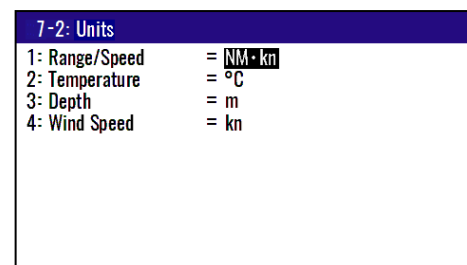 7-2: Units
1: Range/Speed = NM・kn
2: Temperature = °C
3: Depth = m
4: Wind Speed = kn